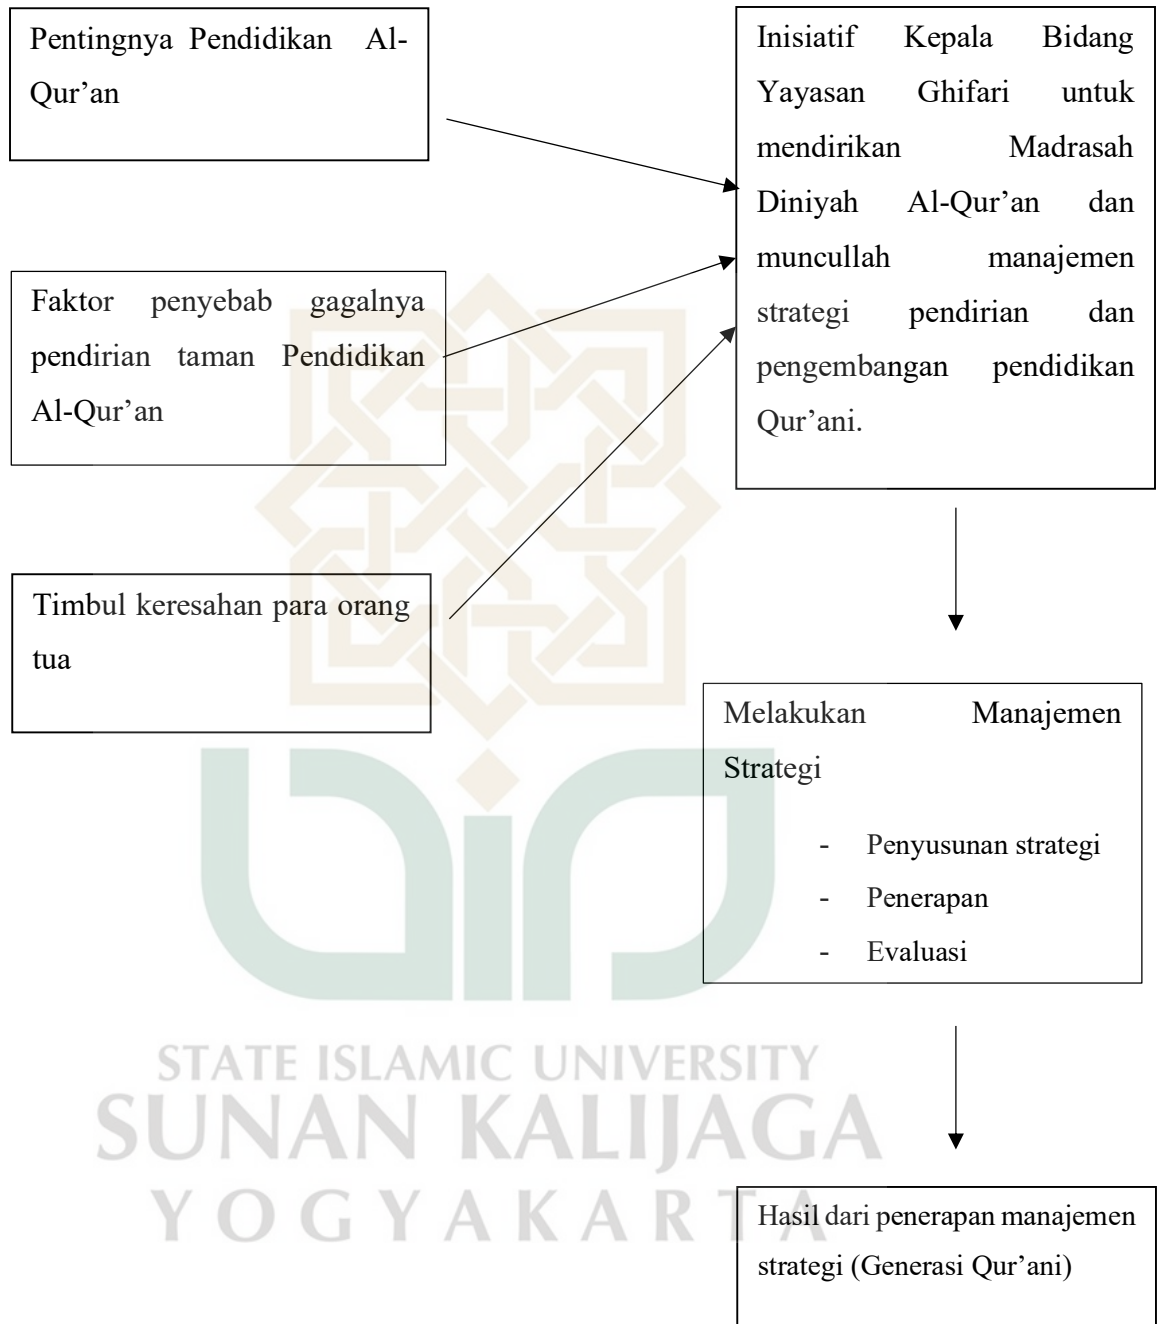 Pentingnya Pendidikan Al-
Qur’an
Faktor penyebab gagalnya
pendirian taman Pendidikan
Al-Qur’an
Timbul keresahan para orang
tua
Inisiatif Kepala Bidang
Yayasan Ghifari untuk
mendirikan Madrasah
Diniyah Al-Qur’an dan
muncullah manajemen
strategi pendirian dan
pengembangan pendidikan
Qur’ani.
Melakukan Manajemen
Strategi
- Penyusunan strategi
- Penerapan
- Evaluasi
Hasil dari penerapan manajemen
strategi (Generasi Qur’ani)
STATE ISLAMIC UNIVERSITY
SUNAN KALIJAGA
YOGYAKARTA